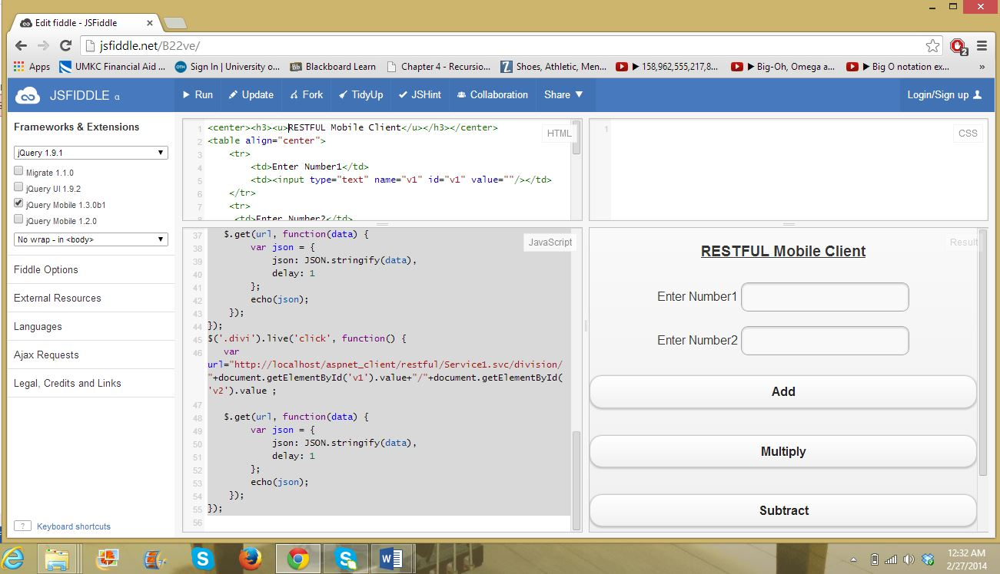 Edit fiddle - JSFiddle
jsfiddle.net/B22ve/
2
Apps UMKC Financial Aid ... OTH Sign In | University o... Bb Blackboard Learn Chapter 4 - Recursio... Z Shoes, Athletic, Men... ▶ 158,962,555,217,8... ▶ Big-Oh, Omega a... ▶ Big O notation ex... »
JSFIDDLE α Run Update Fork TidyUp JSHint Collaboration Share Login/Sign up
Frameworks & Extensions
jQuery 1.9.1
Migrate 1.1.0
jQuery UI 1.9.2
jQuery Mobile 1.3.0b1
jQuery Mobile 1.2.0
No wrap - in <body>
Fiddle Options
External Resources
Languages
Ajax Requests
Legal, Credits and Links
? Keyboard shortcuts
HTML
1 <center><h3><u>RESTFUL Mobile Client</u></h3></center>
2 <table align="center">
3 <tr>
4 <td>Enter Number1</td>
5 <td><input type="text" name="v1" id="v1" value=""/></td>
6 </tr>
7 <tr>
8 <td>Enter Number2</td>
1 CSS
JavaScript
37 $.get(url, function(data) {
38 var json = {
39 json: JSON.stringify(data),
40 delay: 1
41 };
42 echo(json);
43 });
44 });
45 $('.divi').live('click', function() {
46 var
url="http://localhost/aspnet_client/restful/Service1.svc/division/
"+document.getElementById('v1').value+"/"+document.getElementById(
'v2').value ;
47
48 $.get(url, function(data) {
49 var json = {
50 json: JSON.stringify(data),
51 delay: 1
52 };
53 echo(json);
54 });
55 });
56
Result
RESTFUL Mobile Client
Enter Number1
Enter Number2
Add
Multiply
Subtract
12:32 AM
2/27/2014